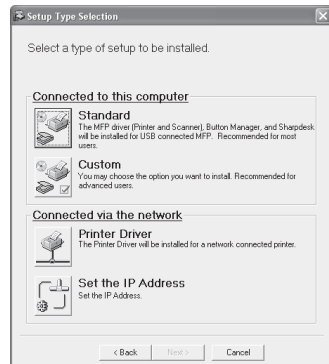 Setup Type Selection
Select a type of setup to be installed.
Connected to this computer
Standard
The MFP driver (Printer and Scanner), Button Manager, and Sharpdesk
will be installed for USB connected MFP. Recommended for most
users.
Custom
You may choose the option you want to install. Recommended for
advanced users.
Connected via the network
Printer Driver
The Printer Driver will be installed for a network connected printer.
Set the IP Address
Set the IP Address.
< Back
Next >
Cancel